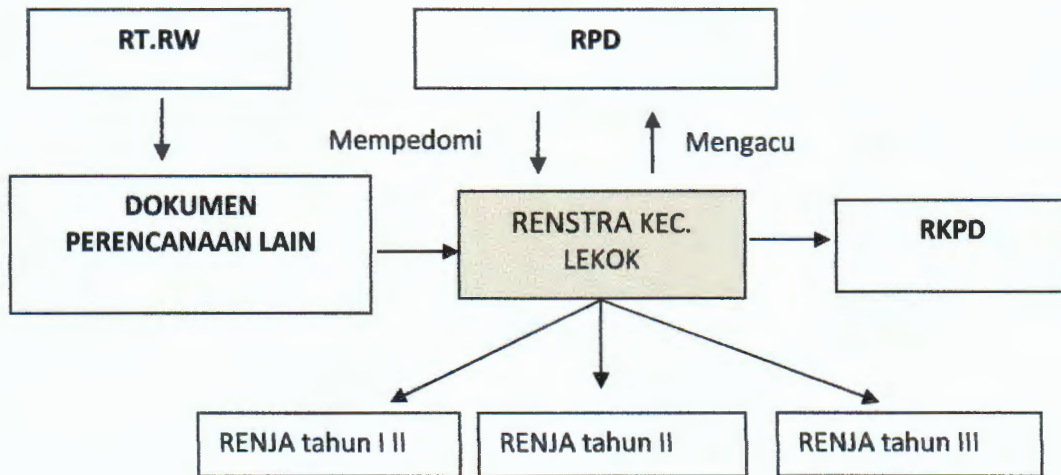 RT.RW
RPD
Mempedomi
Mengacu
DOKUMEN
PERENCANAAN LAIN
RENSTRA KEC.
LEKOK
RKPD
RENJA tahun I II
RENJA tahun II
RENJA tahun III